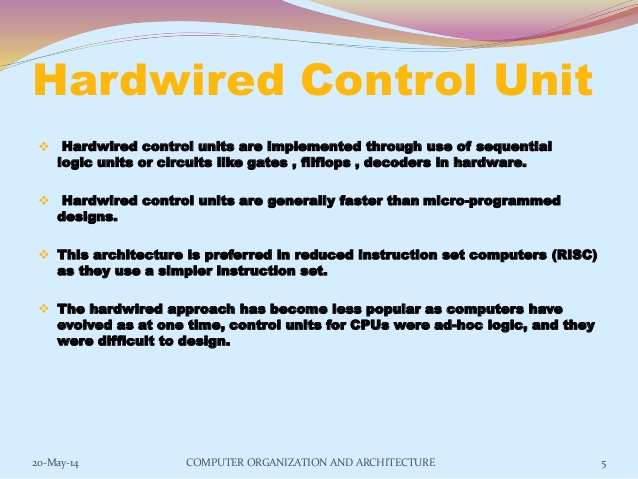 Hardwired Control Unit
❖ Hardwired control units are implemented through use of sequential
logic units or circuits like gates , fliflops , decoders in hardware.
❖ Hardwired control units are generally faster than micro-programmed
designs.
❖ This architecture is preferred in reduced instruction set computers (RISC)
as they use a simpler instruction set.
❖ The hardwired approach has become less popular as computers have
evolved as at one time, control units for CPUs were ad-hoc logic, and they
were difficult to design.
20-May-14 COMPUTER ORGANIZATION AND ARCHITECTURE 5